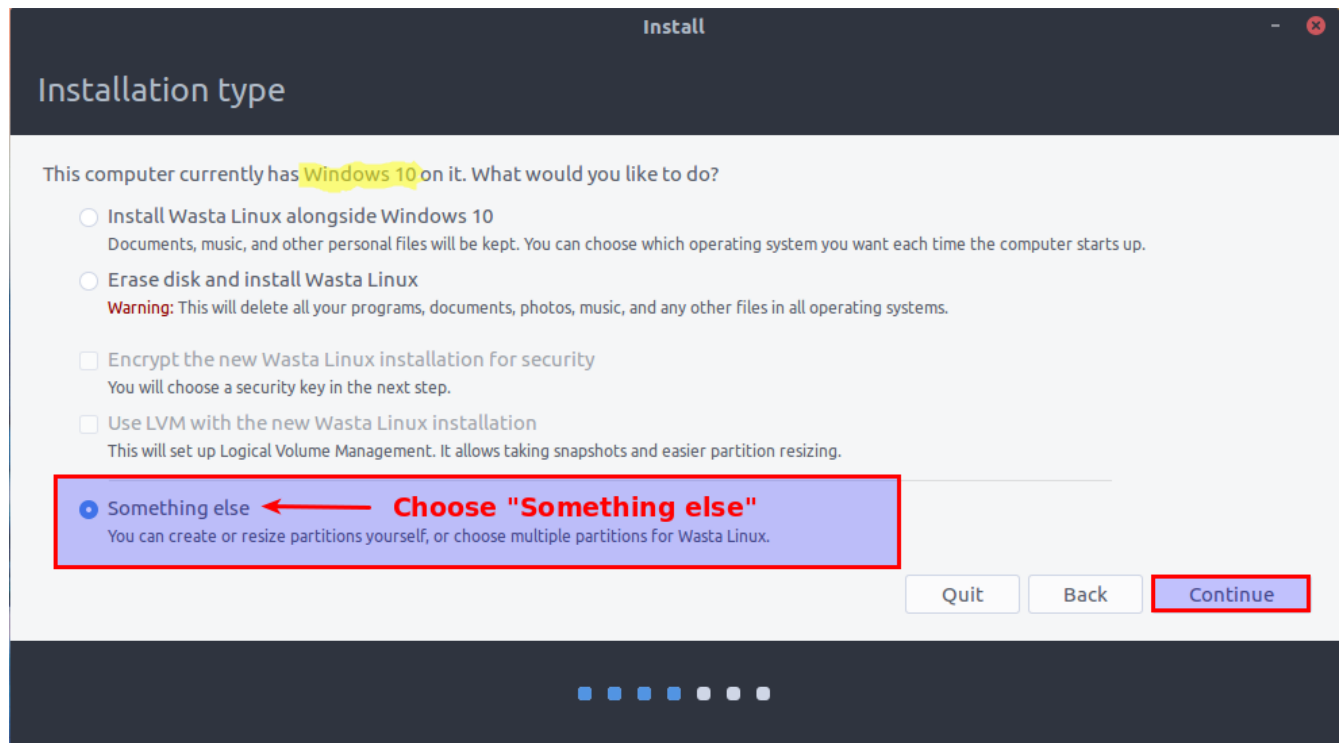 Install
Installation type
This computer currently has Windows 10 on it. What would you like to do?
Install Wasta Linux alongside Windows 10
Documents, music, and other personal files will be kept. You can choose which operating system you want each time the computer starts up.
Erase disk and install Wasta Linux
Warning: This will delete all your programs, documents, photos, music, and any other files in all operating systems.
Encrypt the new Wasta Linux installation for security
You will choose a security key in the next step.
Use LVM with the new Wasta Linux installation
This will set up Logical Volume Management. It allows taking snapshots and easier partition resizing.
Something else Choose "Something else"
You can create or resize partitions yourself, or choose multiple partitions for Wasta Linux.
Quit Back Continue